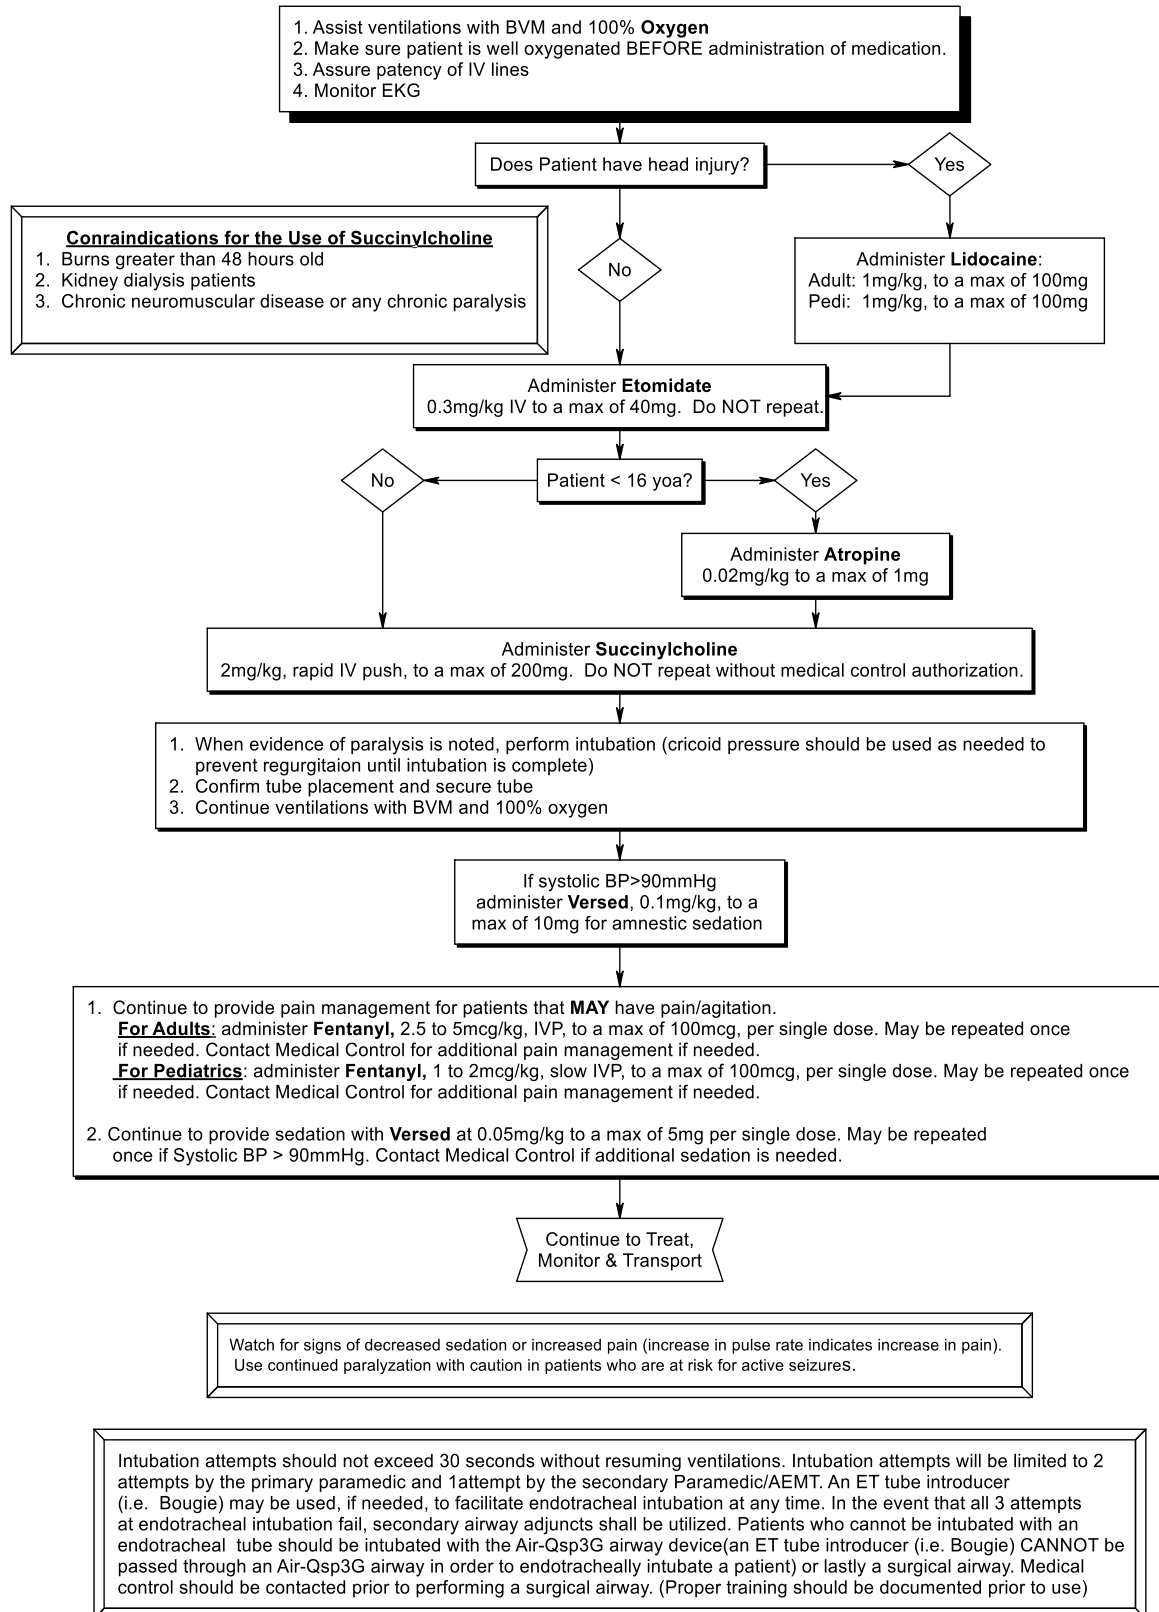 1. Assist ventilations with BVM and 100% Oxygen
2. Make sure patient is well oxygenated BEFORE administration of medication.
3. Assure patency of IV lines
4. Monitor EKG
Does Patient have head injury?
Yes
Conraindications for the Use of Succinylcholine
1. Burns greater than 48 hours old
2. Kidney dialysis patients
3. Chronic neuromuscular disease or any chronic paralysis
No
Administer Lidocaine:
Adult: 1mg/kg, to a max of 100mg
Pedi: 1mg/kg, to a max of 100mg
Administer Etomidate
0.3mg/kg IV to a max of 40mg. Do NOT repeat.
No
Patient < 16 yoa?
Yes
Administer Atropine
0.02mg/kg to a max of 1mg
Administer Succinylcholine
2mg/kg, rapid IV push, to a max of 200mg. Do NOT repeat without medical control authorization.
1. When evidence of paralysis is noted, perform intubation (cricoid pressure should be used as needed to
prevent regurgitaion until intubation is complete)
2. Confirm tube placement and secure tube
3. Continue ventilations with BVM and 100% oxygen
If systolic BP>90mmHg
administer Versed, 0.1mg/kg, to a
max of 10mg for amnestic sedation
1. Continue to provide pain management for patients that MAY have pain/agitation.
For Adults: administer Fentanyl, 2.5 to 5mcg/kg, IVP, to a max of 100mcg, per single dose. May be repeated once
if needed. Contact Medical Control for additional pain management if needed.
For Pediatrics: administer Fentanyl, 1 to 2mcg/kg, slow IVP, to a max of 100mcg, per single dose. May be repeated once
if needed. Contact Medical Control for additional pain management if needed.
2. Continue to provide sedation with Versed at 0.05mg/kg to a max of 5mg per single dose. May be repeated
once if Systolic BP > 90mmHg. Contact Medical Control if additional sedation is needed.
Continue to Treat,
Monitor & Transport
Watch for signs of decreased sedation or increased pain (increase in pulse rate indicates increase in pain).
Use continued paralyzation with caution in patients who are at risk for active seizures.
Intubation attempts should not exceed 30 seconds without resuming ventilations. Intubation attempts will be limited to 2
attempts by the primary paramedic and 1attempt by the secondary Paramedic/AEMT. An ET tube introducer
(i.e. Bougie) may be used, if needed, to facilitate endotracheal intubation at any time. In the event that all 3 attempts
at endotracheal intubation fail, secondary airway adjuncts shall be utilized. Patients who cannot be intubated with an
endotracheal tube should be intubated with the Air-Qsp3G airway device(an ET tube introducer (i.e. Bougie) CANNOT be
passed through an Air-Qsp3G airway in order to endotracheally intubate a patient) or lastly a surgical airway. Medical
control should be contacted prior to performing a surgical airway. (Proper training should be documented prior to use)